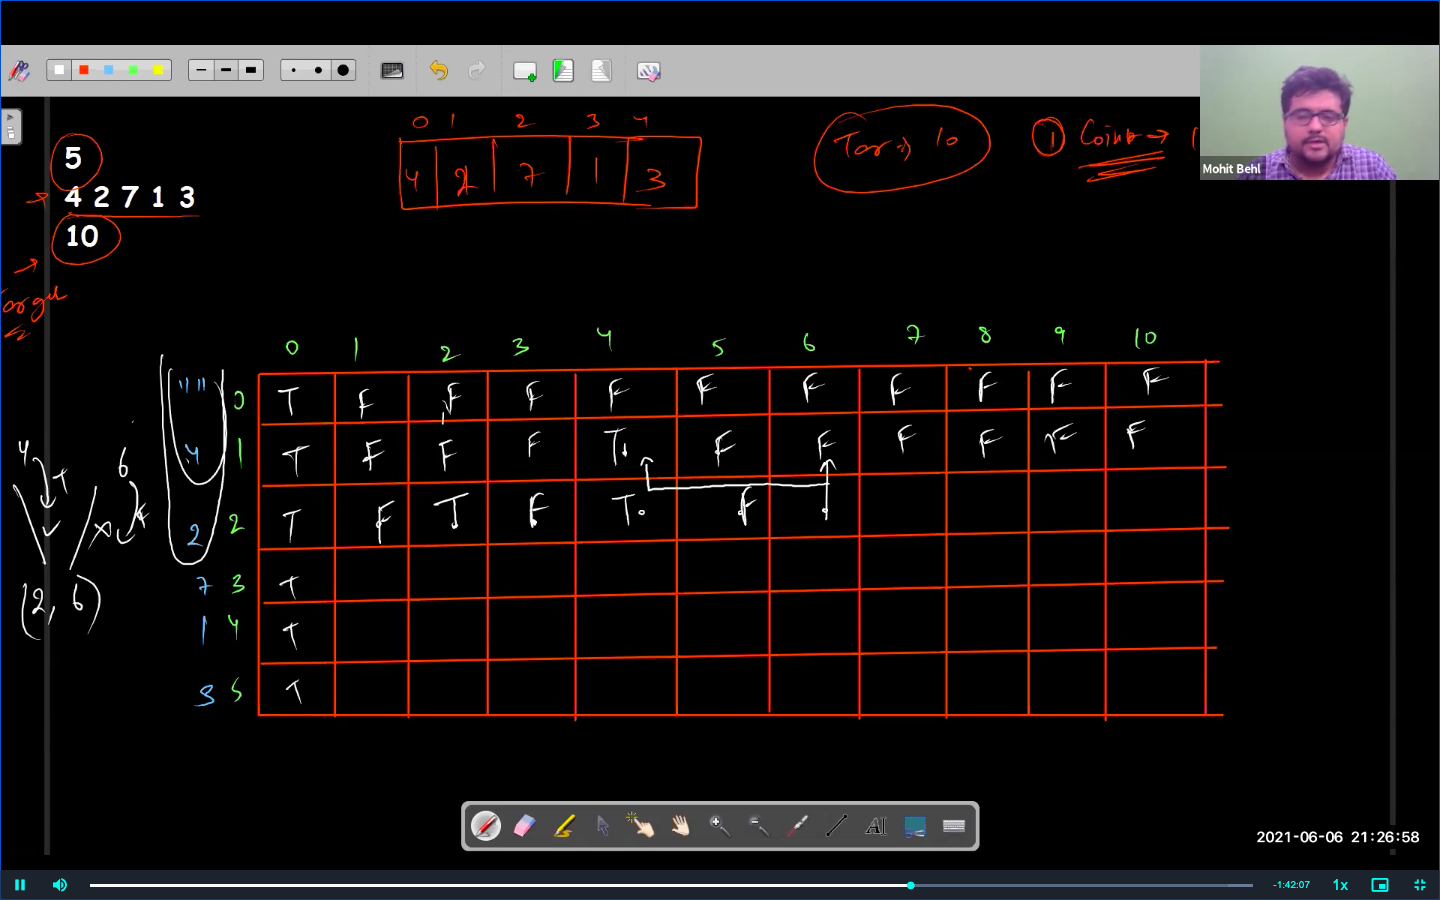 0 1 2 3 4
Tar → 10
① Coin
Mohit Behl
5
4 2 7 1 3
4 2 7 1 3
10
0 1 2 3 4 5 6 7 8 9 10
"" 0 T F F F F F F F F F F
4 1 T F F F T F F F F F F
2 2 T F T F T F
7 3 T
1 4 T
3 5 T
4 T 6
(2, 6)
AI
2021-06-06 21:26:58
-1:42:07 1x